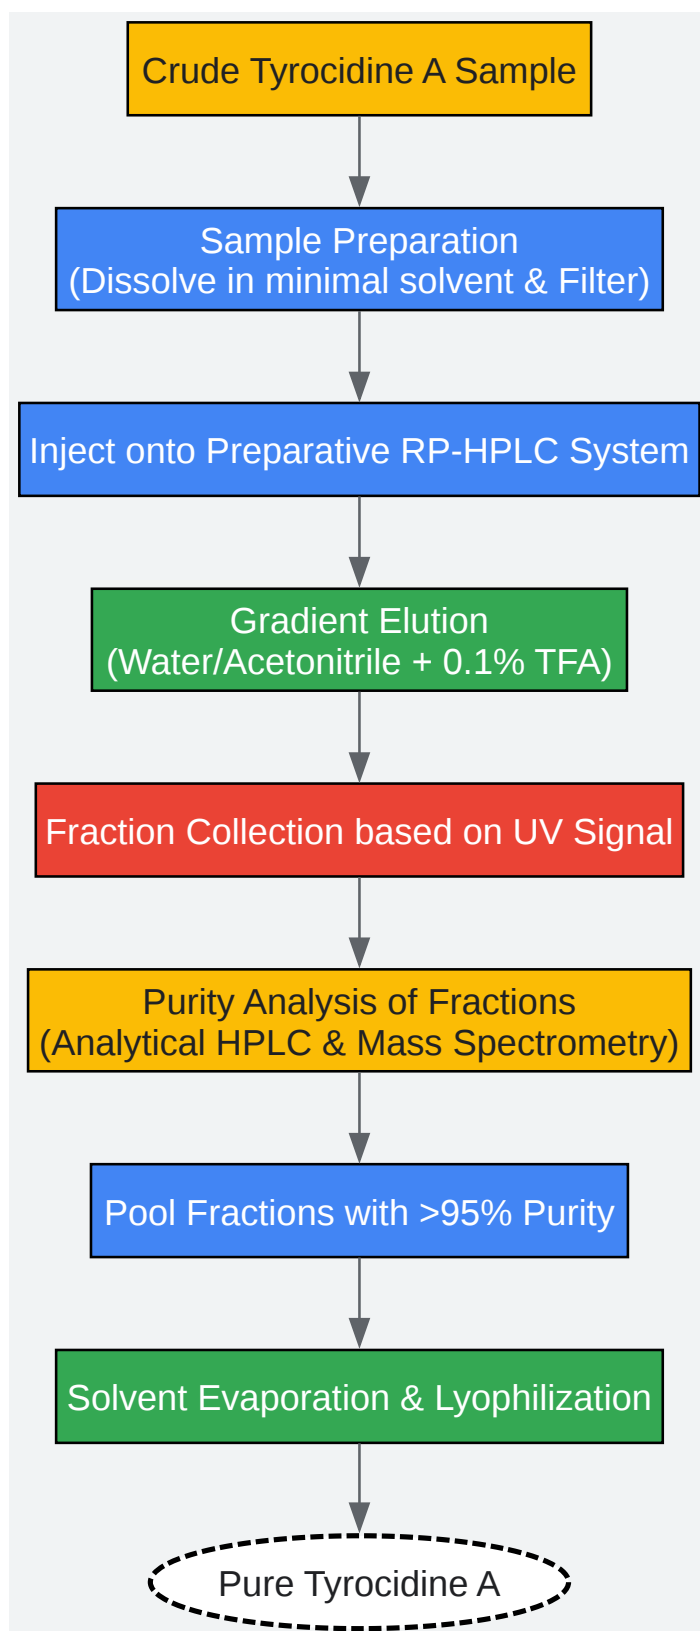 Crude Tyrocidine A Sample
Sample Preparation
(Dissolve in minimal solvent & Filter)
Inject onto Preparative RP-HPLC System
Gradient Elution
(Water/Acetonitrile + 0.1% TFA)
Fraction Collection based on UV Signal
Purity Analysis of Fractions
(Analytical HPLC & Mass Spectrometry)
Pool Fractions with >95% Purity
Solvent Evaporation & Lyophilization
Pure Tyrocidine A